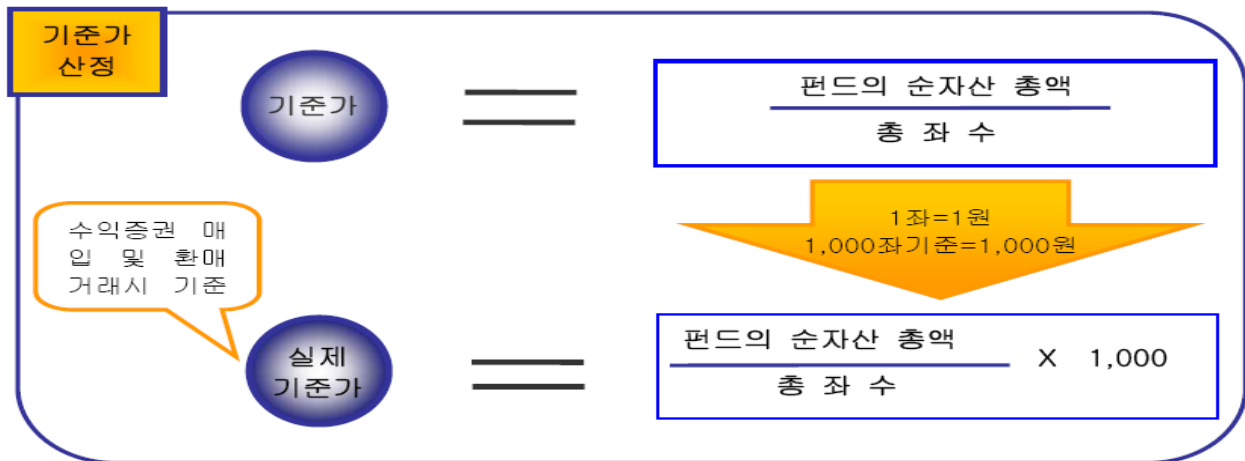 기준가
산정
기준가
펀드의 순자산 총액
총 좌 수
1좌=1원
1,000좌기준=1,000원
수익증권 매
입 및 환매
거래시 기준
실제
기준가
펀드의 순자산 총액
총 좌 수
X 1,000